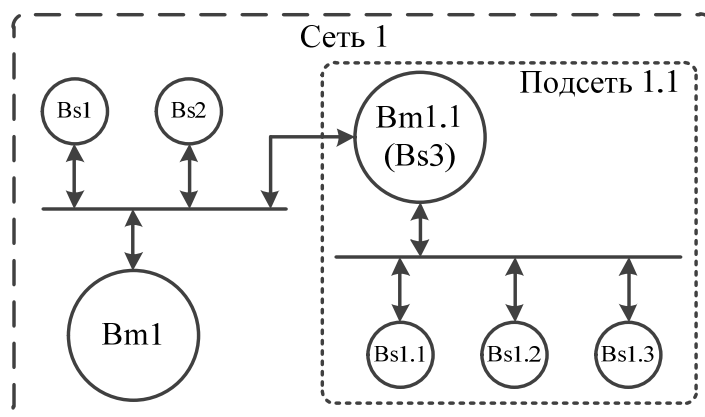 Сеть 1
Подсеть 1.1
Bs1
Bs2
Bm1.1
(Bs3)
Bm1
Bs1.1
Bs1.2
Bs1.3